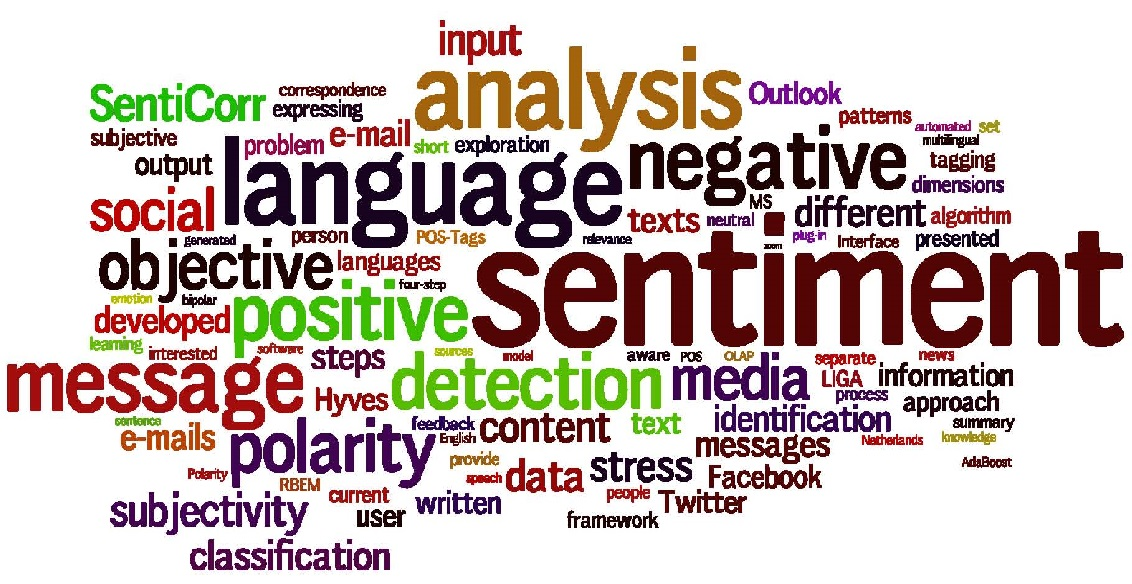 input
analysis
SentiCorr
correspondence
expressing
Outlook
patterns
automated
set
subjective
problem
e-mail
short
exploration
multilingual
output
language
negative
tagging
dimensions
social
MS
texts
neutral
different
algorithm
generated
person
POS-Tags
relevance
zoom
plug-in
Interface
presented
objective
languages
sentiment
four-step
emotion
bipolar
positive
developed
learning
interested
software
steps
sources
model
aware
POS
OLAP
separate
news
message
Hyves
detection
media
LIGA
information
process
approach
sentence
e-mails
polarity
feedback
English
content
text
identification
summary
messages
Netherlands
knowledge
Polarity
RBEM
provide
speech
data
stress
Facebook
AdaBoost
current
people
Twitter
subjectivity
user
written
framework
classification